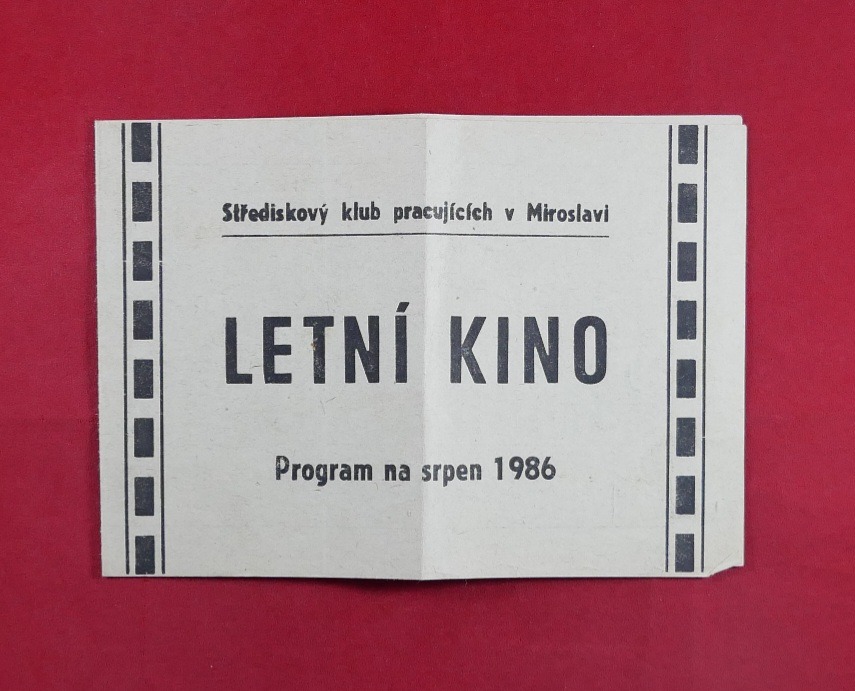 Střediskový klub pracujících v Miroslavi
LETNÍ KINO
Program na srpen 1986